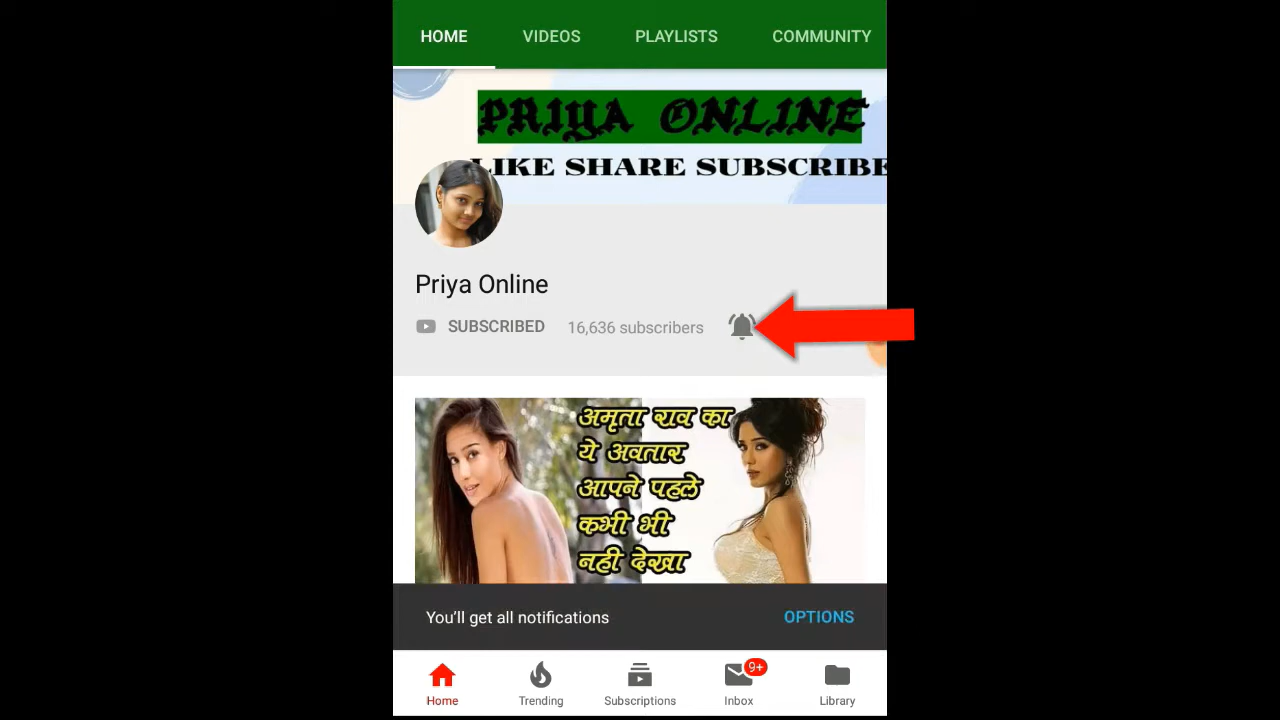 HOME VIDEOS PLAYLISTS COMMUNITY
PRIYA ONLINE
LIKE SHARE SUBSCRIBE
Priya Online
SUBSCRIBED 16,636 subscribers
अमृता राव का
ये अवतार
आपने पहले
कभी भी
नही देखा
You'll get all notifications OPTIONS
9+
Home Trending Subscriptions Inbox Library